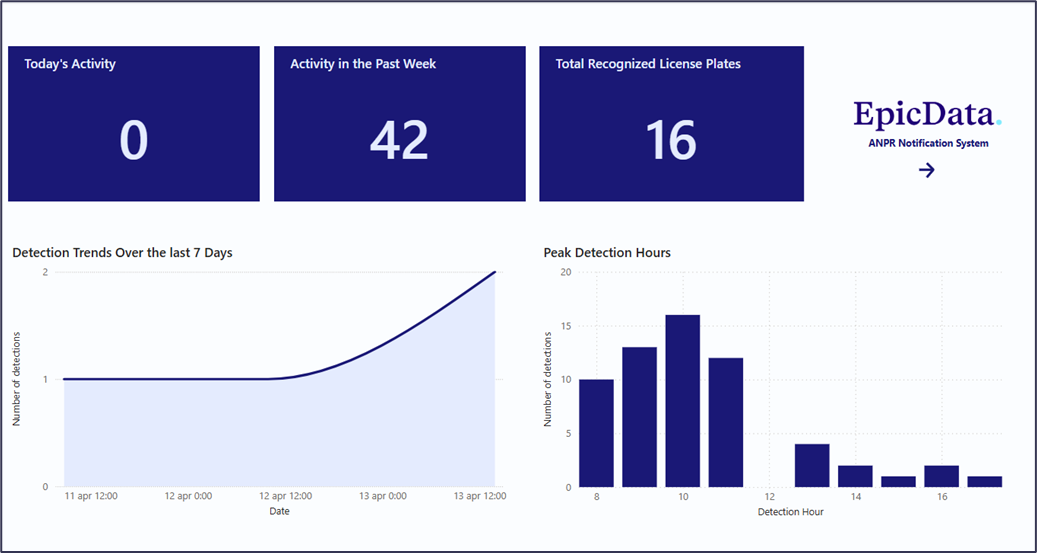 Today's Activity
0
Activity in the Past Week
42
Total Recognized License Plates
16
EpicData.
ANPR Notification System
Detection Trends Over the last 7 Days
Number of detections
2
1
0
11 apr 12:00
12 apr 0:00
12 apr 12:00
13 apr 0:00
13 apr 12:00
Date
Peak Detection Hours
Number of detections
20
15
10
5
0
8
10
12
14
16
Detection Hour